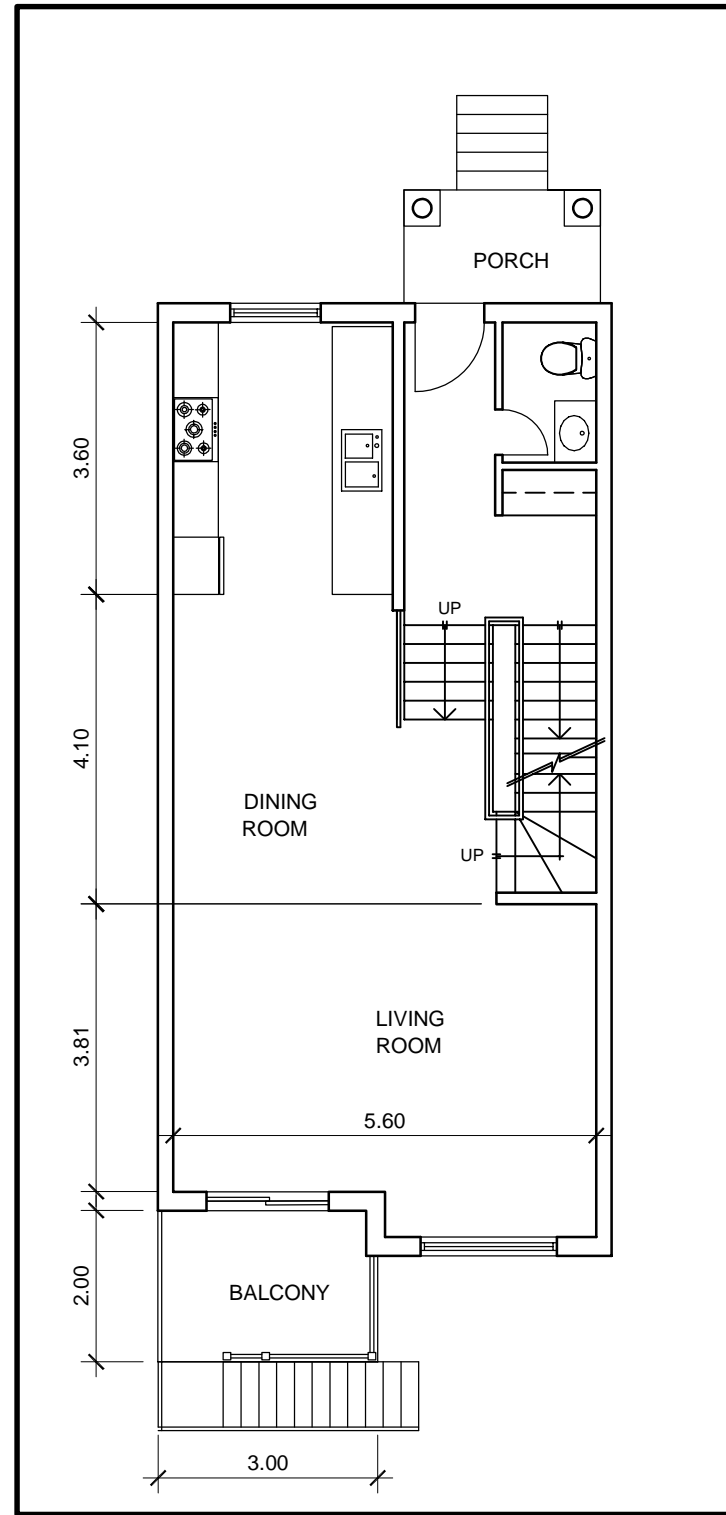 PORCH
3.60
UP
4.10
DINING
ROOM
UP
LIVING
ROOM
3.81
5.60
2.00
BALCONY
3.00